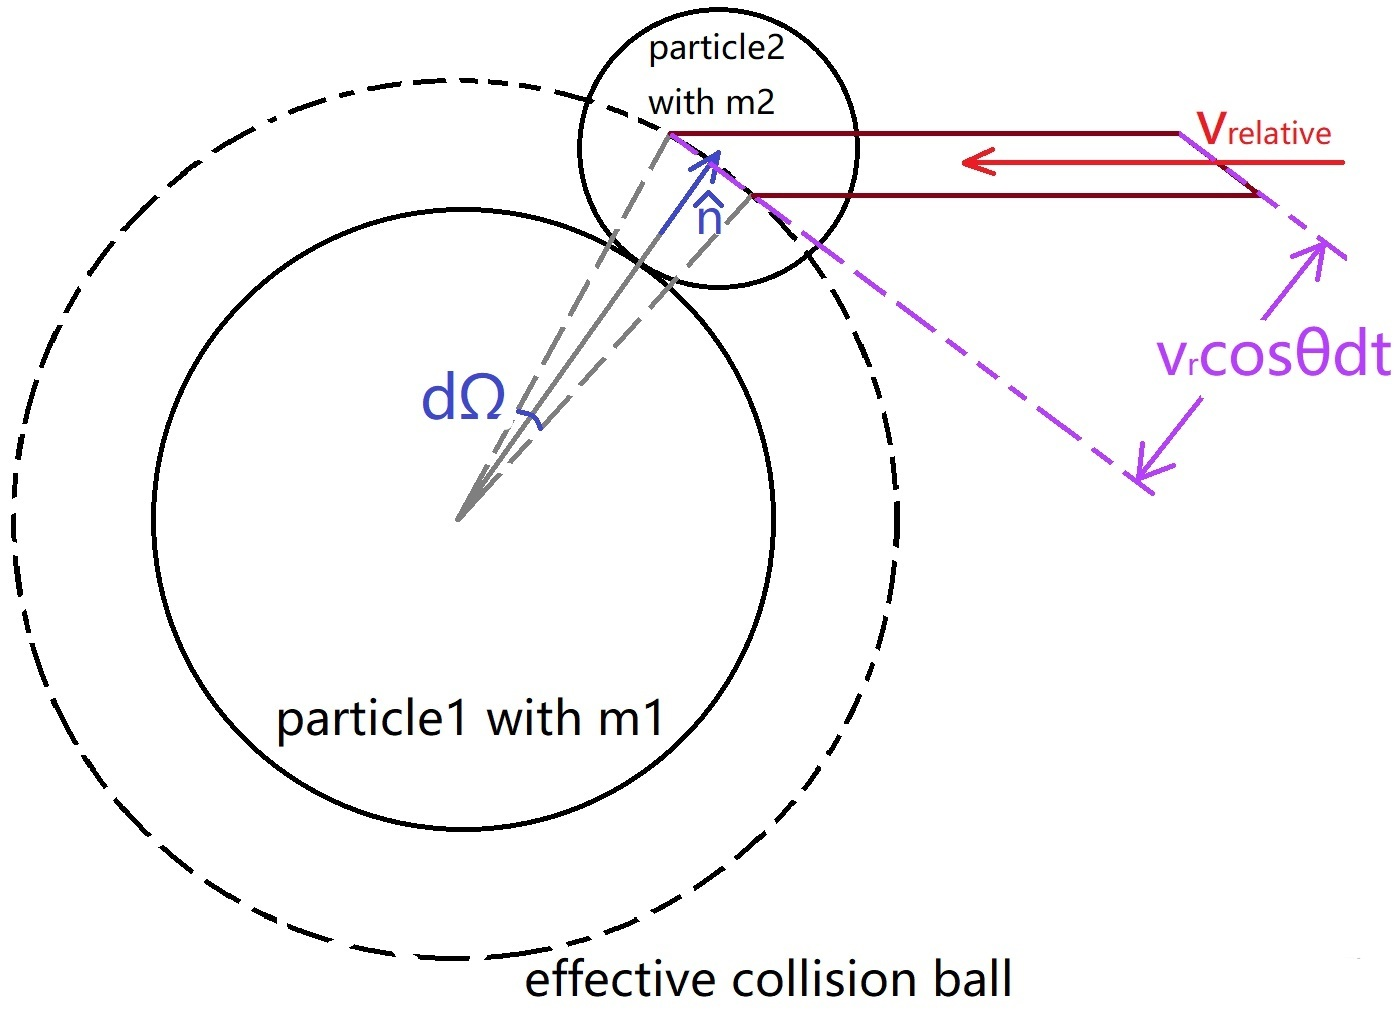 particle2
with m2
Vrelative
n̂
vrcosθdt
dΩ
particle1 with m1
effective collision ball